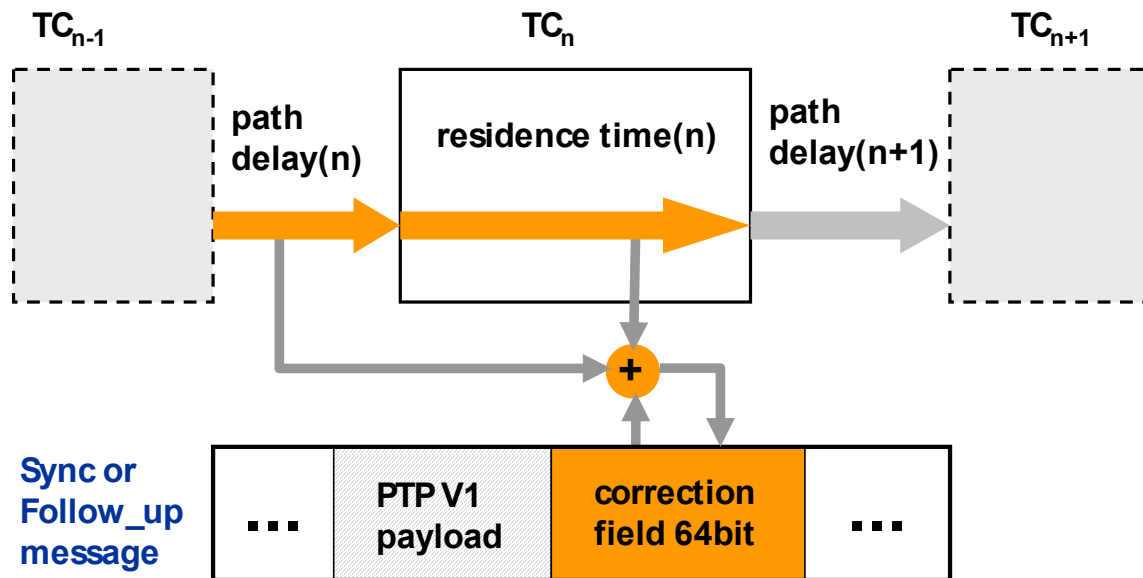 TCn-1
TCn
TCn+1
path
delay(n)
residence time(n)
path
delay(n+1)
+
Sync or
Follow_up
message
...
PTP V1
payload
correction
field 64bit
...